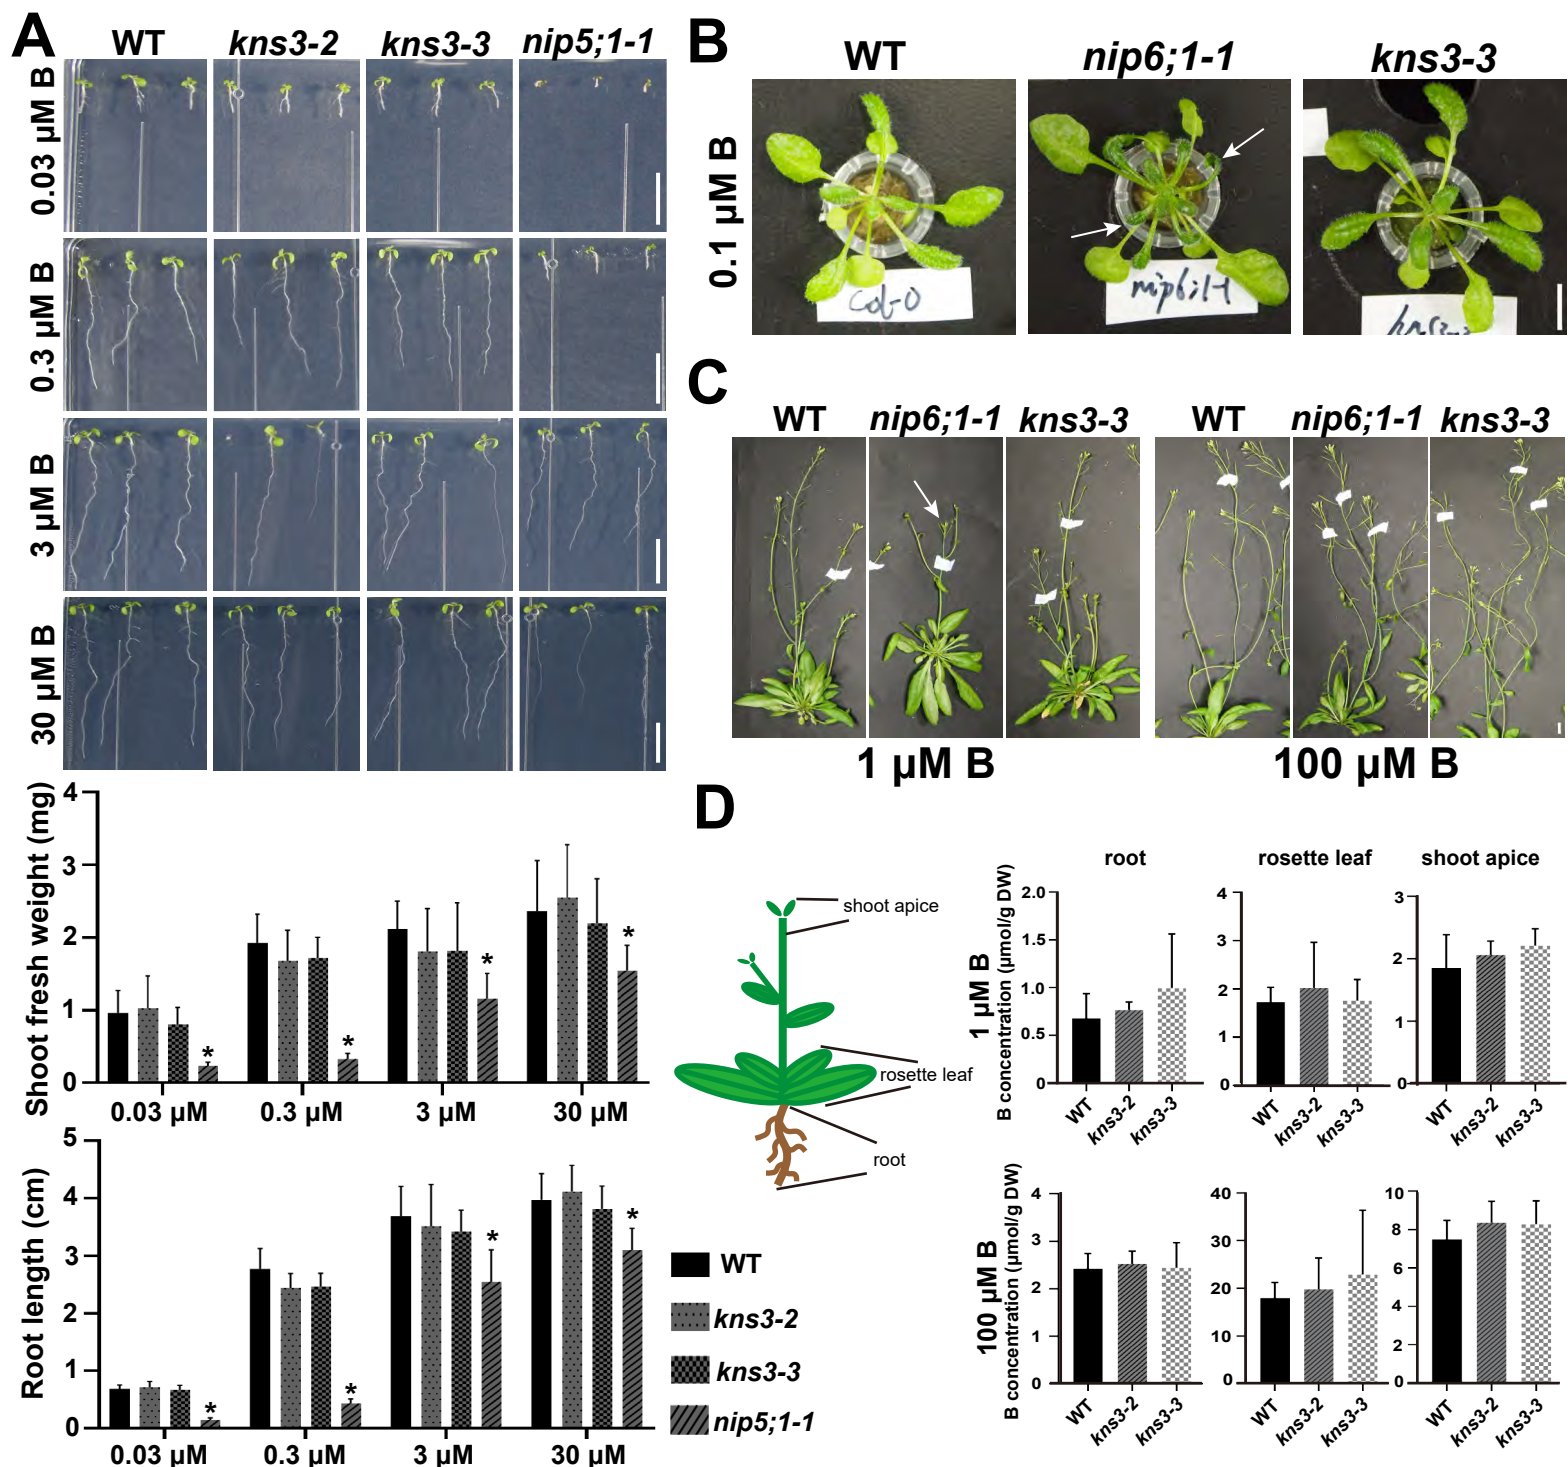 A
WT kns3-2 kns3-3 nip5;1-1
0.03 µM B
0.3 µM B
3 µM B
30 µM B
Shoot fresh weight (mg)
4
3
2
1
0
* * * *
0.03 µM 0.3 µM 3 µM 30 µM
Root length (cm)
5
4
3
2
1
0
* * * *
0.03 µM 0.3 µM 3 µM 30 µM
WT
kns3-2
kns3-3
nip5;1-1
B
WT nip6;1-1 kns3-3
0.1 µM B
Col-0
nip6;1-1
C
WT nip6;1-1 kns3-3 WT nip6;1-1 kns3-3
1 µM B 100 µM B
D
shoot apice
rosette leaf
root
root rosette leaf shoot apice
1 µM B
B concentration (µmol/g DW)
2.0
1.5
1.0
0.5
0
WT kns3-2 kns3-3
4
3
2
1
0
WT kns3-2 kns3-3
3
2
1
0
WT kns3-2 kns3-3
100 µM B
B concentration (µmol/g DW)
4
3
2
1
0
WT kns3-2 kns3-3
40
30
20
10
0
WT kns3-2 kns3-3
10
8
6
4
2
0
WT kns3-2 kns3-3